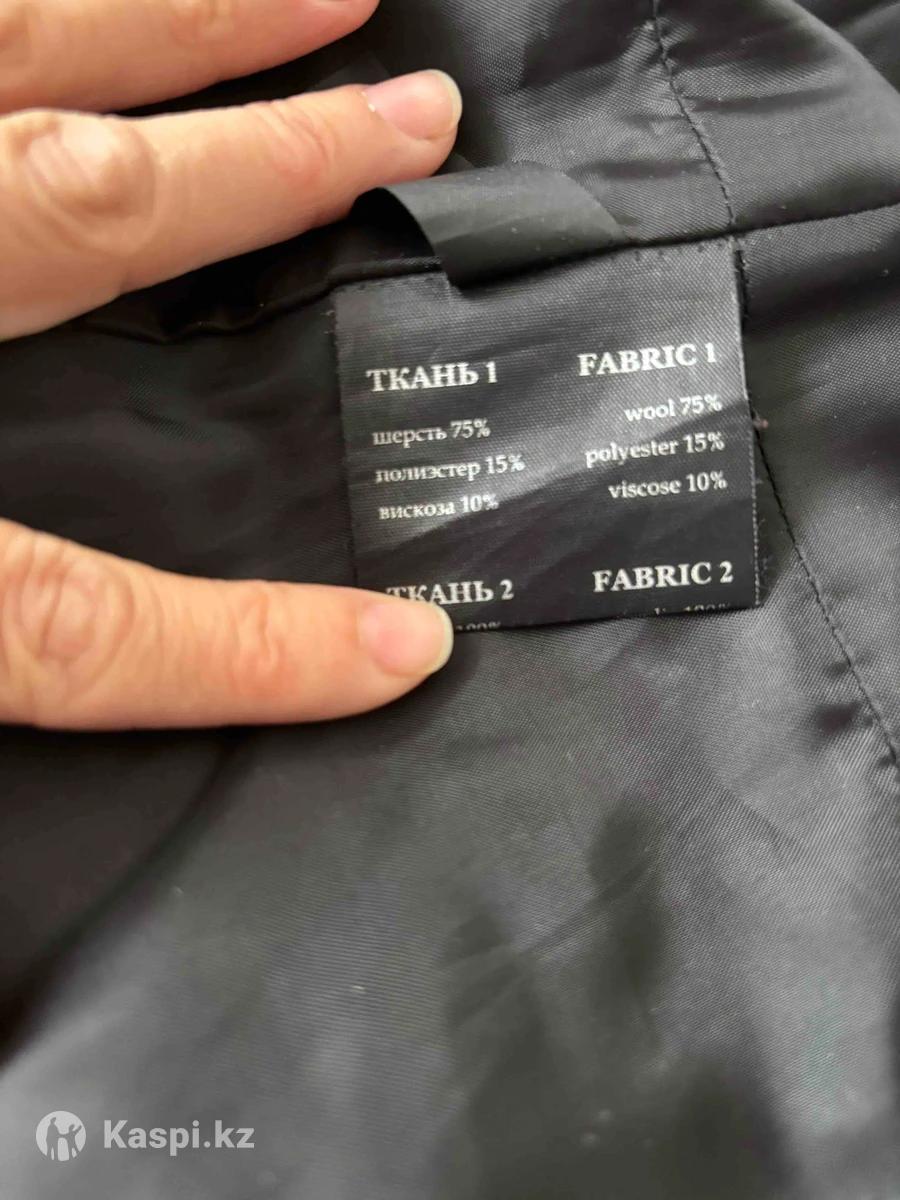 ТКАНЬ 1
шерсть 75%
полиэстер 15%
вискоза 10%
ТКАНЬ 2
FABRIC 1
wool 75%
polyester 15%
viscose 10%
FABRIC 2
Kaspi.kz